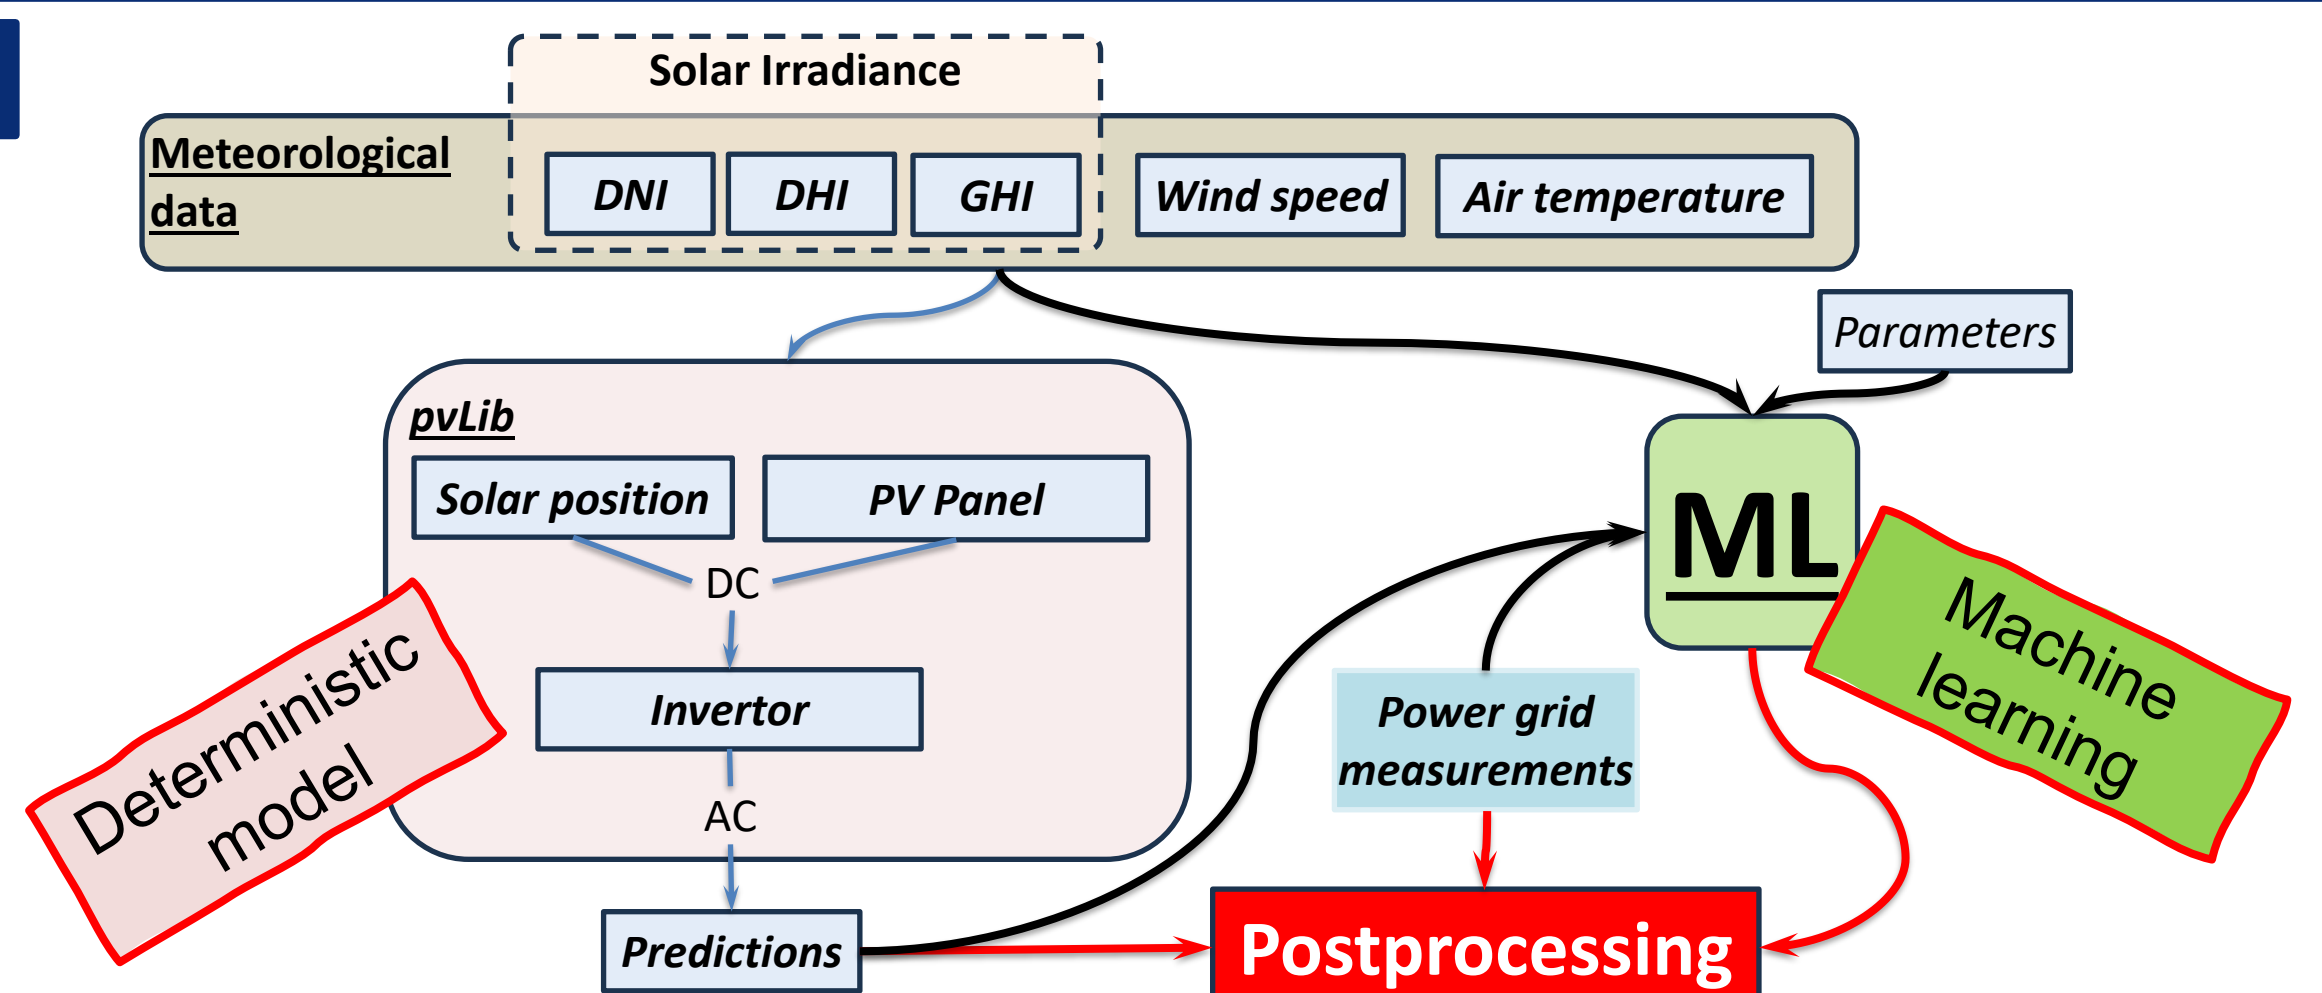 Solar Irradiance
Meteorological
data
DNI
DHI
GHI
Wind speed
Air temperature
Parameters
pvLib
Solar position
PV Panel
DC
ML
Machine
learning
Deterministic
model
Invertor
Power grid
measurements
AC
Predictions
Postprocessing